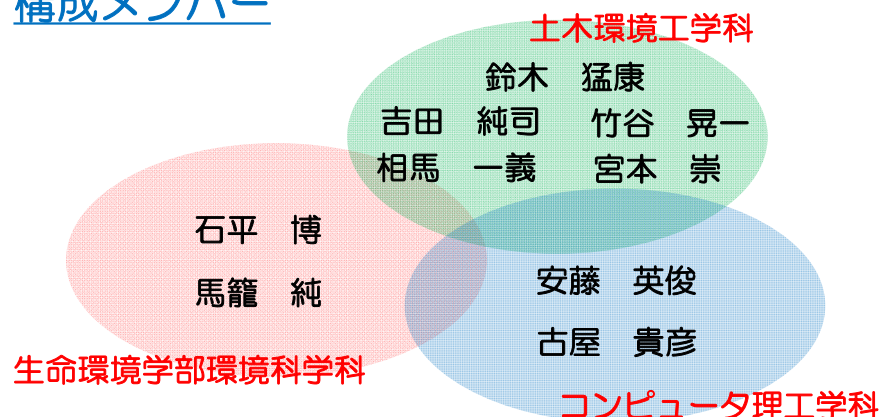 構成メンバー
土木環境工学科
鈴木　猛康
吉田　純司　　竹谷　晃一
相馬　一義　　宮本　崇
石平　博
馬籠　純
生命環境学部環境科学科
安藤　英俊
古屋　貴彦
コンピュータ理工学科